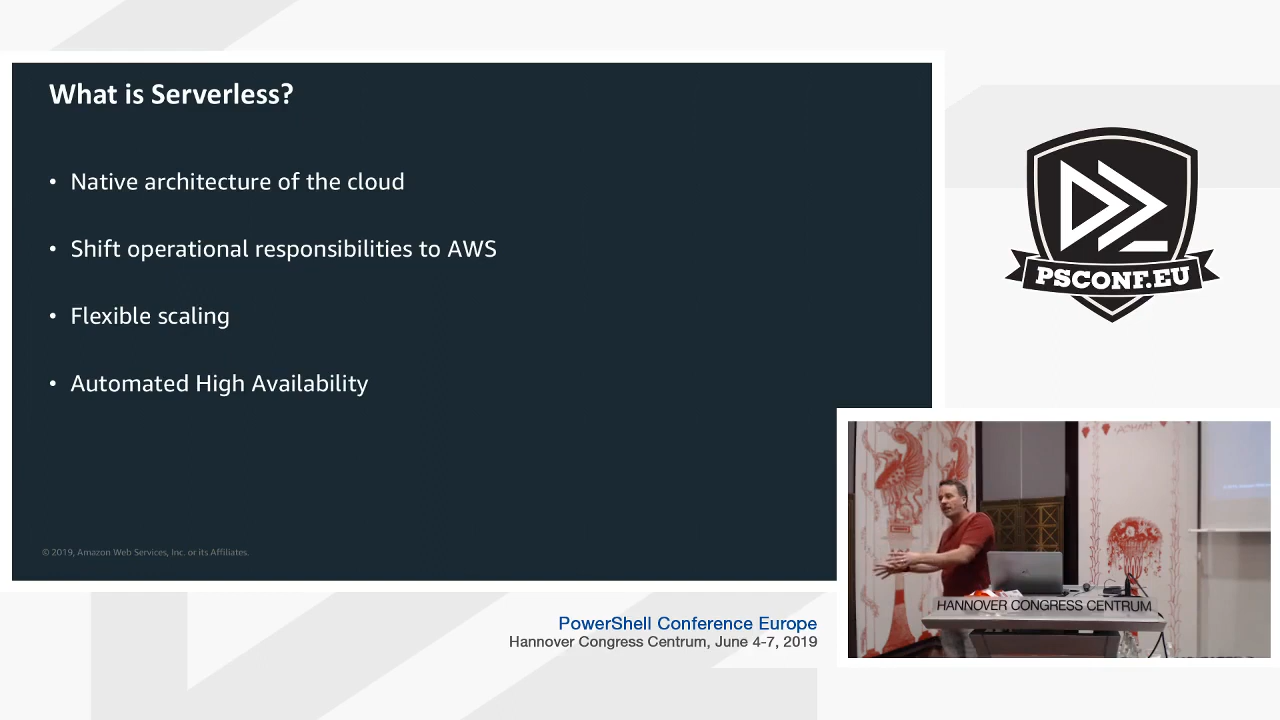 What is Serverless?
• Native architecture of the cloud
• Shift operational responsibilities to AWS
• Flexible scaling
• Automated High Availability
© 2019, Amazon Web Services, Inc. or its Affiliates.
PSCONF.EU
HANNOVER CONGRESS CENTRUM
PowerShell Conference Europe
Hannover Congress Centrum, June 4-7, 2019